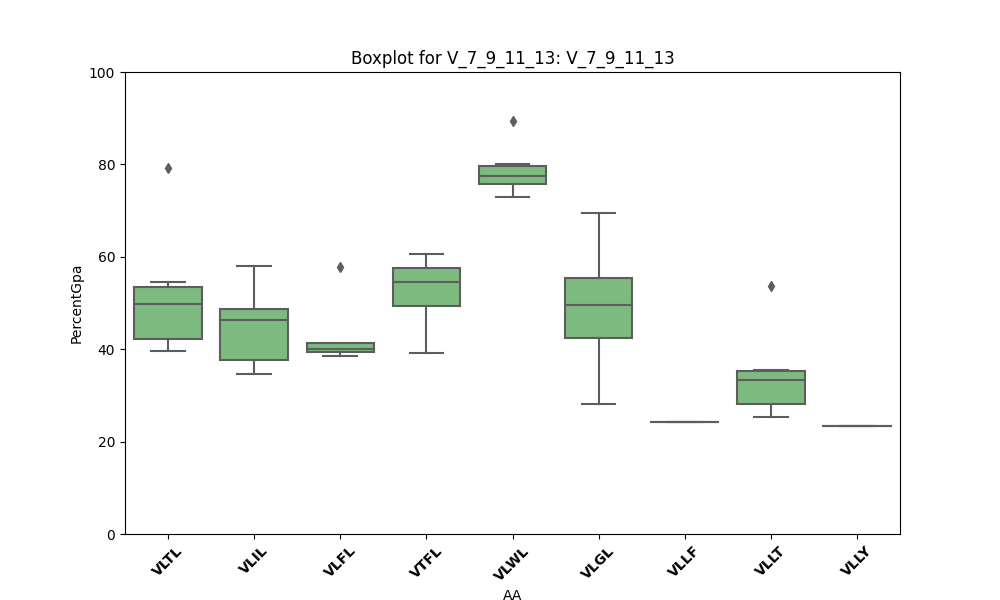 Boxplot for V_7_9_11_13: V_7_9_11_13
100
80
60
40
20
0
PercentGpa
VLTL VLIL VLFL VTFL VLWL VLGL VLLF VLLT VLLY
AA